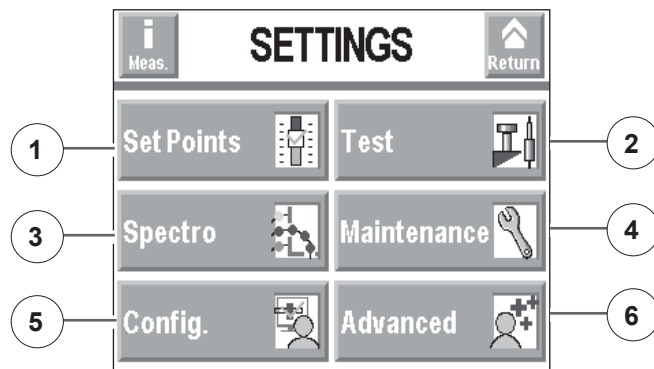 i
Meas.
SETTINGS
Return
1
Set Points
Test
2
3
Spectro
Maintenance
4
5
Config.
Advanced
6